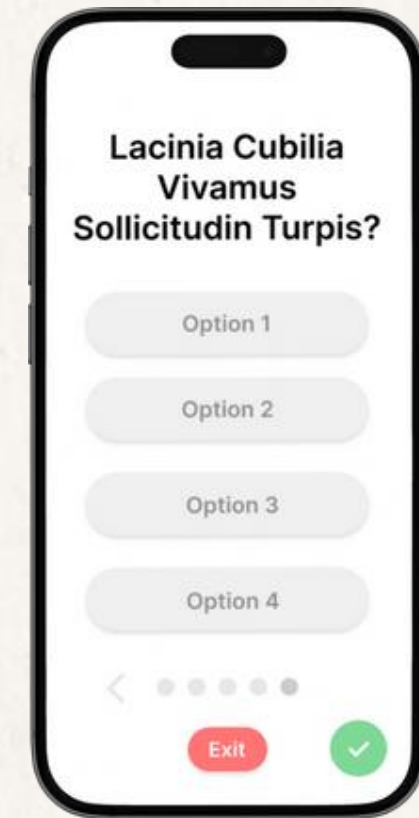 Lacinia Cubilia
Vivamus
Sollicitudin Turpis?
Option 1
Option 2
Option 3
Option 4
Exit